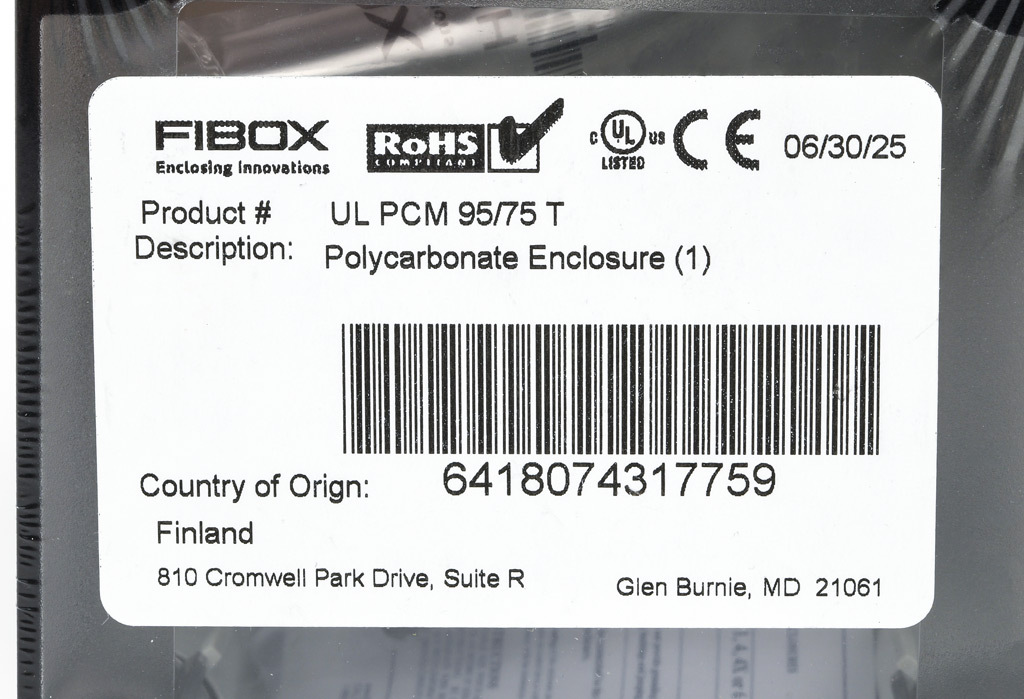 FIBOX
Enclosing Innovations
RoHS
COMPLIANT
C UL US
LISTED
CE
06/30/25
Product # UL PCM 95/75 T
Description: Polycarbonate Enclosure (1)
6418074317759
Country of Orign:
Finland
810 Cromwell Park Drive, Suite R Glen Burnie, MD 21061